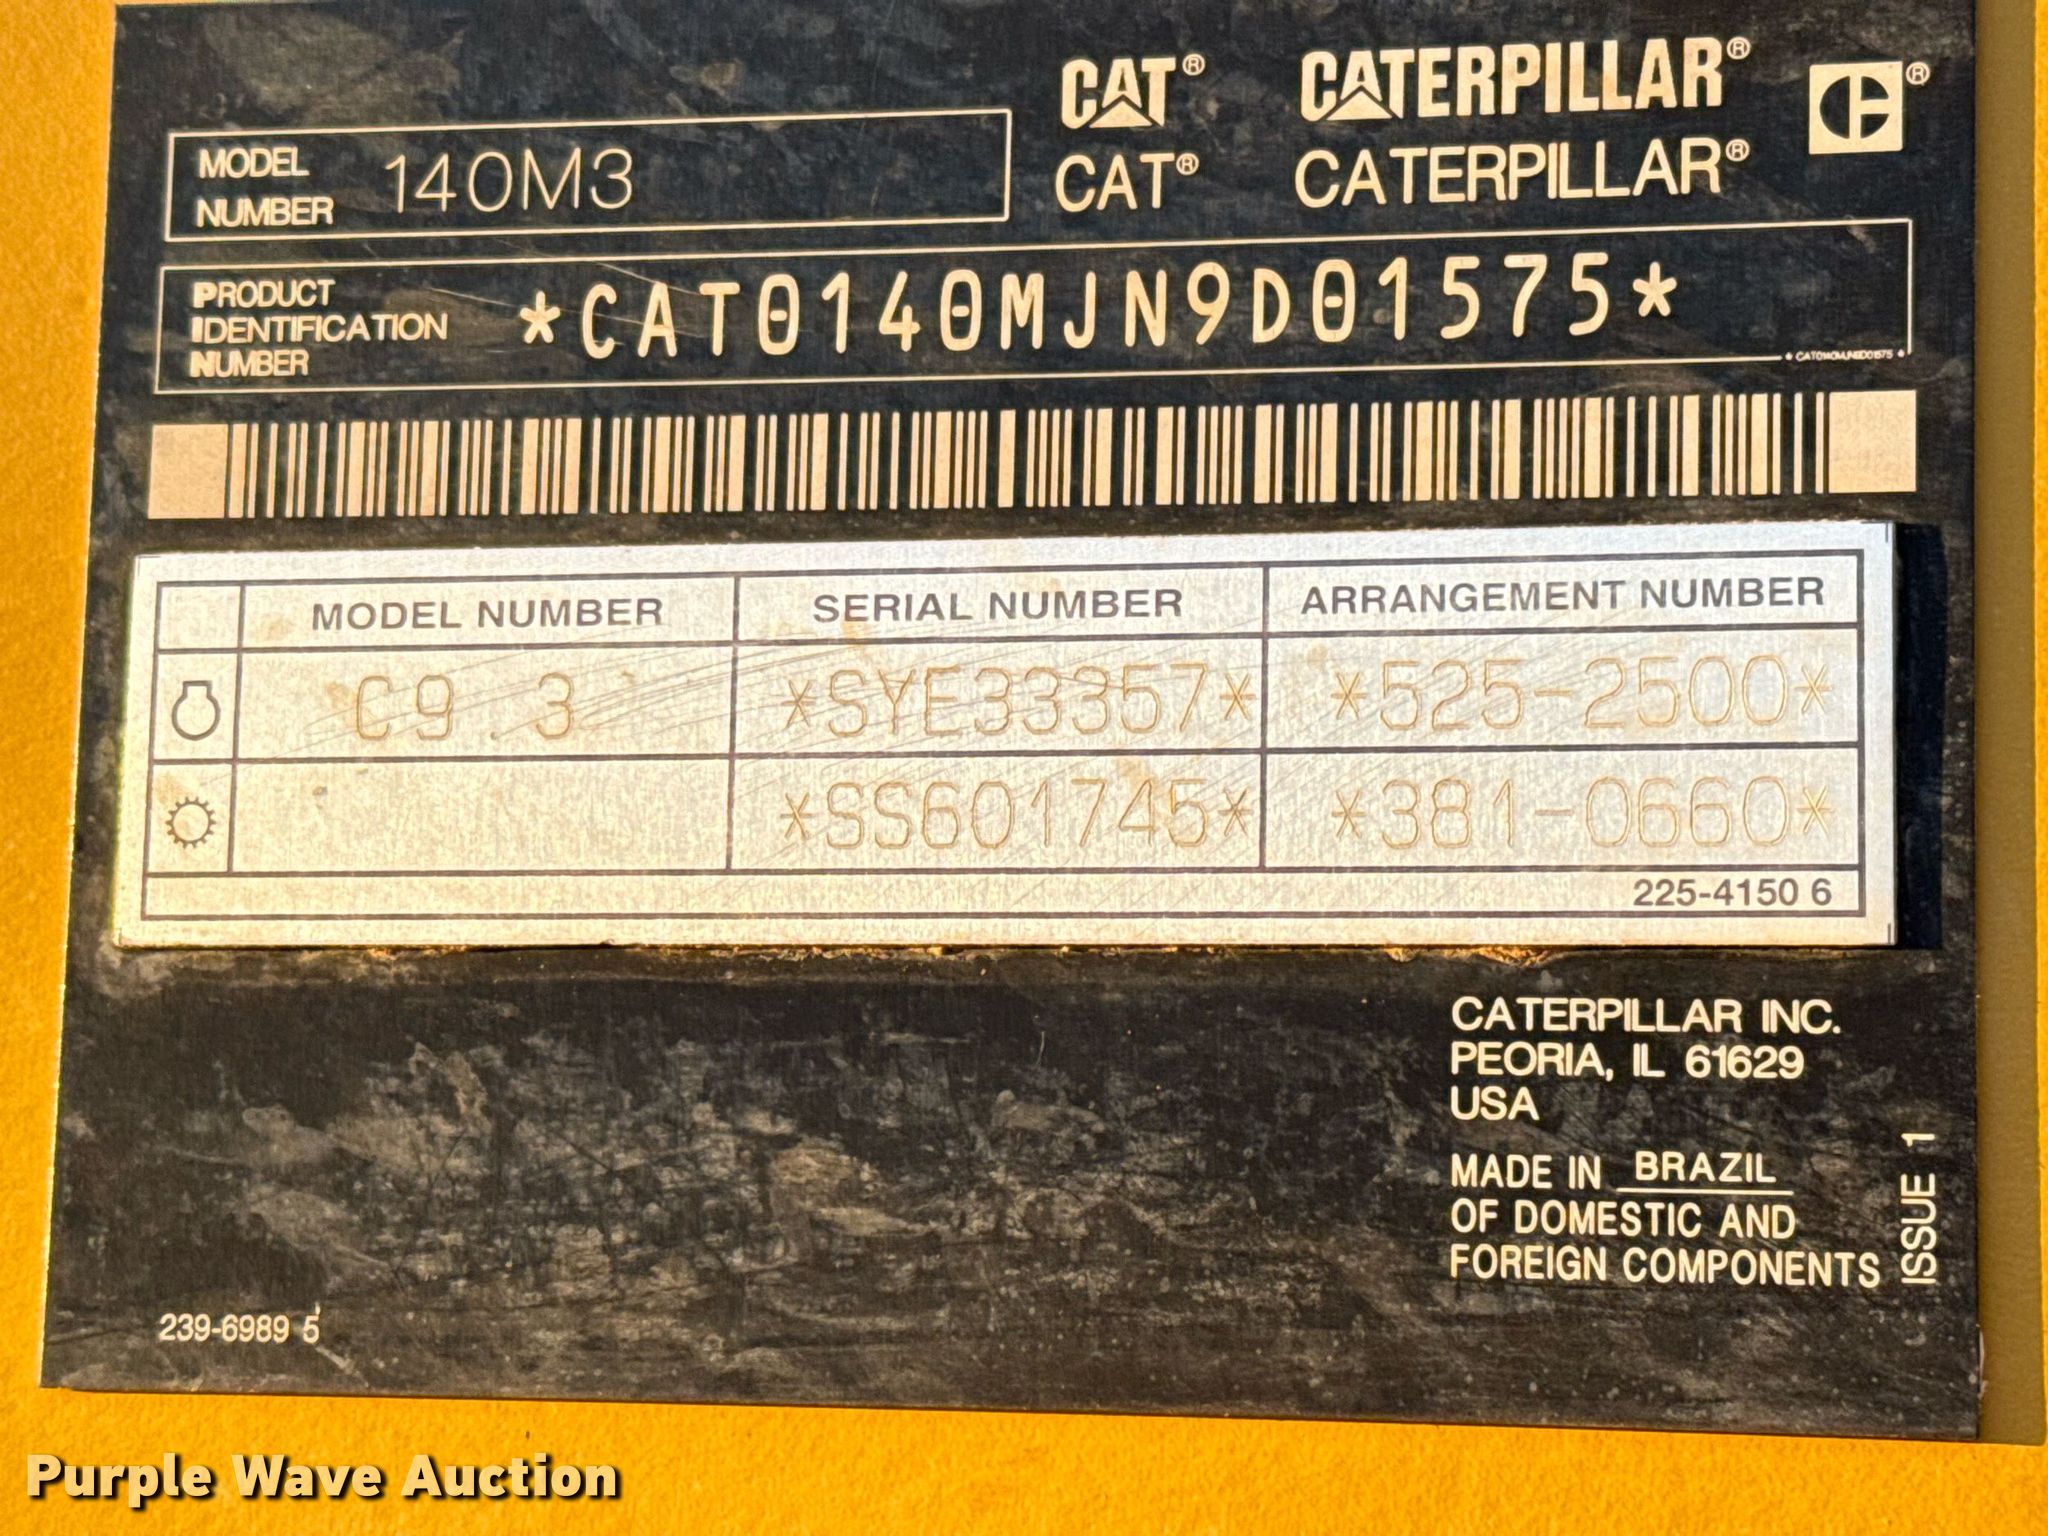 CAT® CATERPILLAR® ®
CAT® CATERPILLAR®
MODEL
NUMBER 140M3
PRODUCT
IDENTIFICATION
NUMBER
*CAT0140MJN9D01575*
* CAT0140MJN9D01575 *
MODEL NUMBER SERIAL NUMBER ARRANGEMENT NUMBER
C9.3 *SYE33357* *525-2500*
*SS601745* *381-0660*
225-4150 6
CATERPILLAR INC.
PEORIA, IL 61629
USA
MADE IN BRAZIL
OF DOMESTIC AND
FOREIGN COMPONENTS
ISSUE 1
239-6989 5
Purple Wave Auction